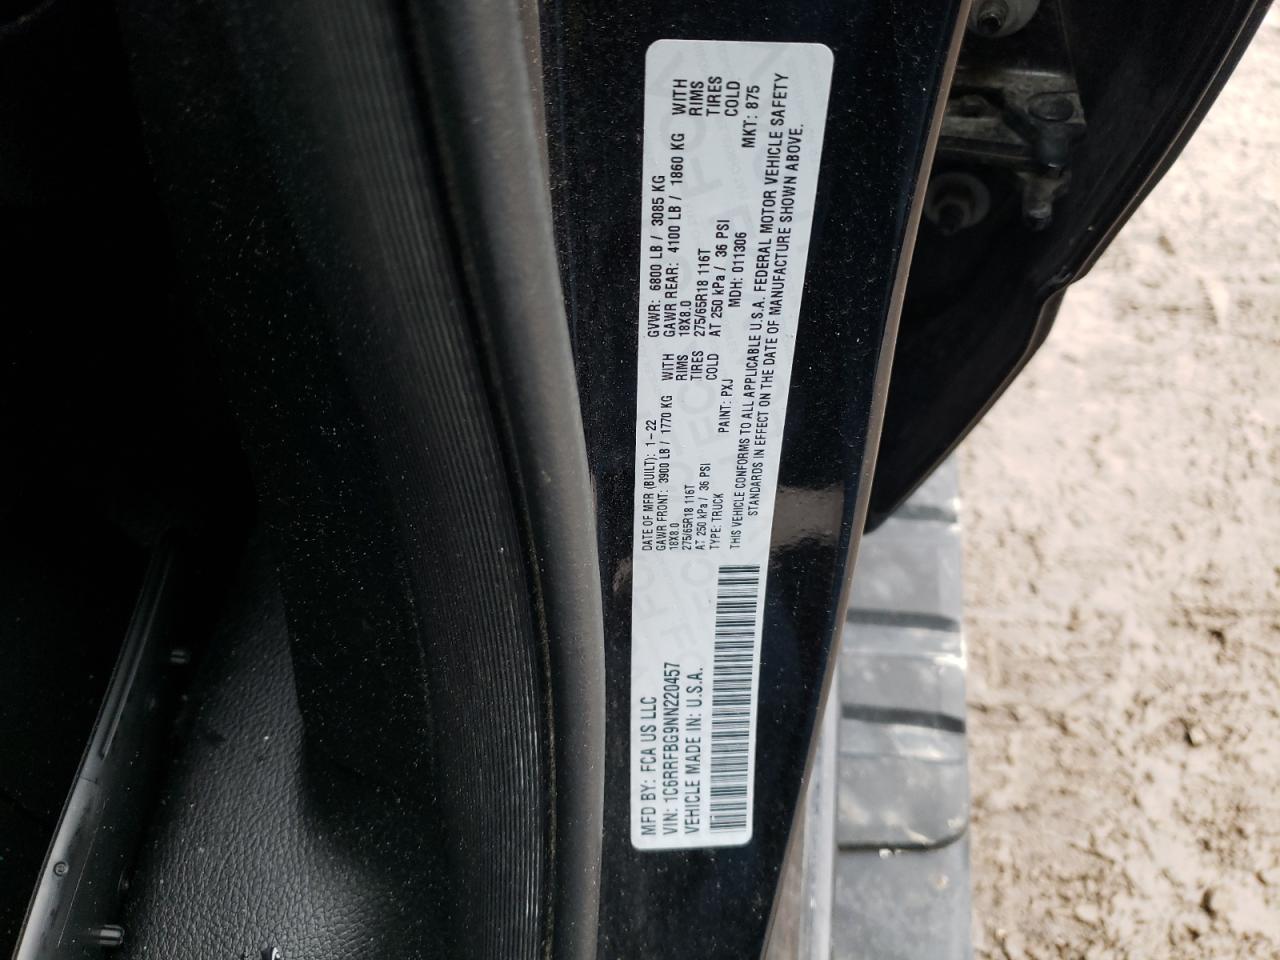 MFD BY: FCA US LLC
VIN: 1C6RRFBG9NN220457
VEHICLE MADE IN: U.S.A.
DATE OF MFR (BUILT): 1-22
GAWR FRONT: 3900 LB / 1770 KG WITH
18X8.0 RIMS
275/65R18 116T TIRES
AT 250 kPa / 36 PSI COLD
TYPE: TRUCK PAINT: PXJ
GVWR: 6800 LB / 3085 KG
GAWR REAR: 4100 LB / 1860 KG WITH
18X8.0 RIMS
275/65R18 116T TIRES
AT 250 kPa / 36 PSI COLD
MDH: 011306 MKT: 875
THIS VEHICLE CONFORMS TO ALL APPLICABLE U.S.A. FEDERAL MOTOR VEHICLE SAFETY
STANDARDS IN EFFECT ON THE DATE OF MANUFACTURE SHOWN ABOVE.